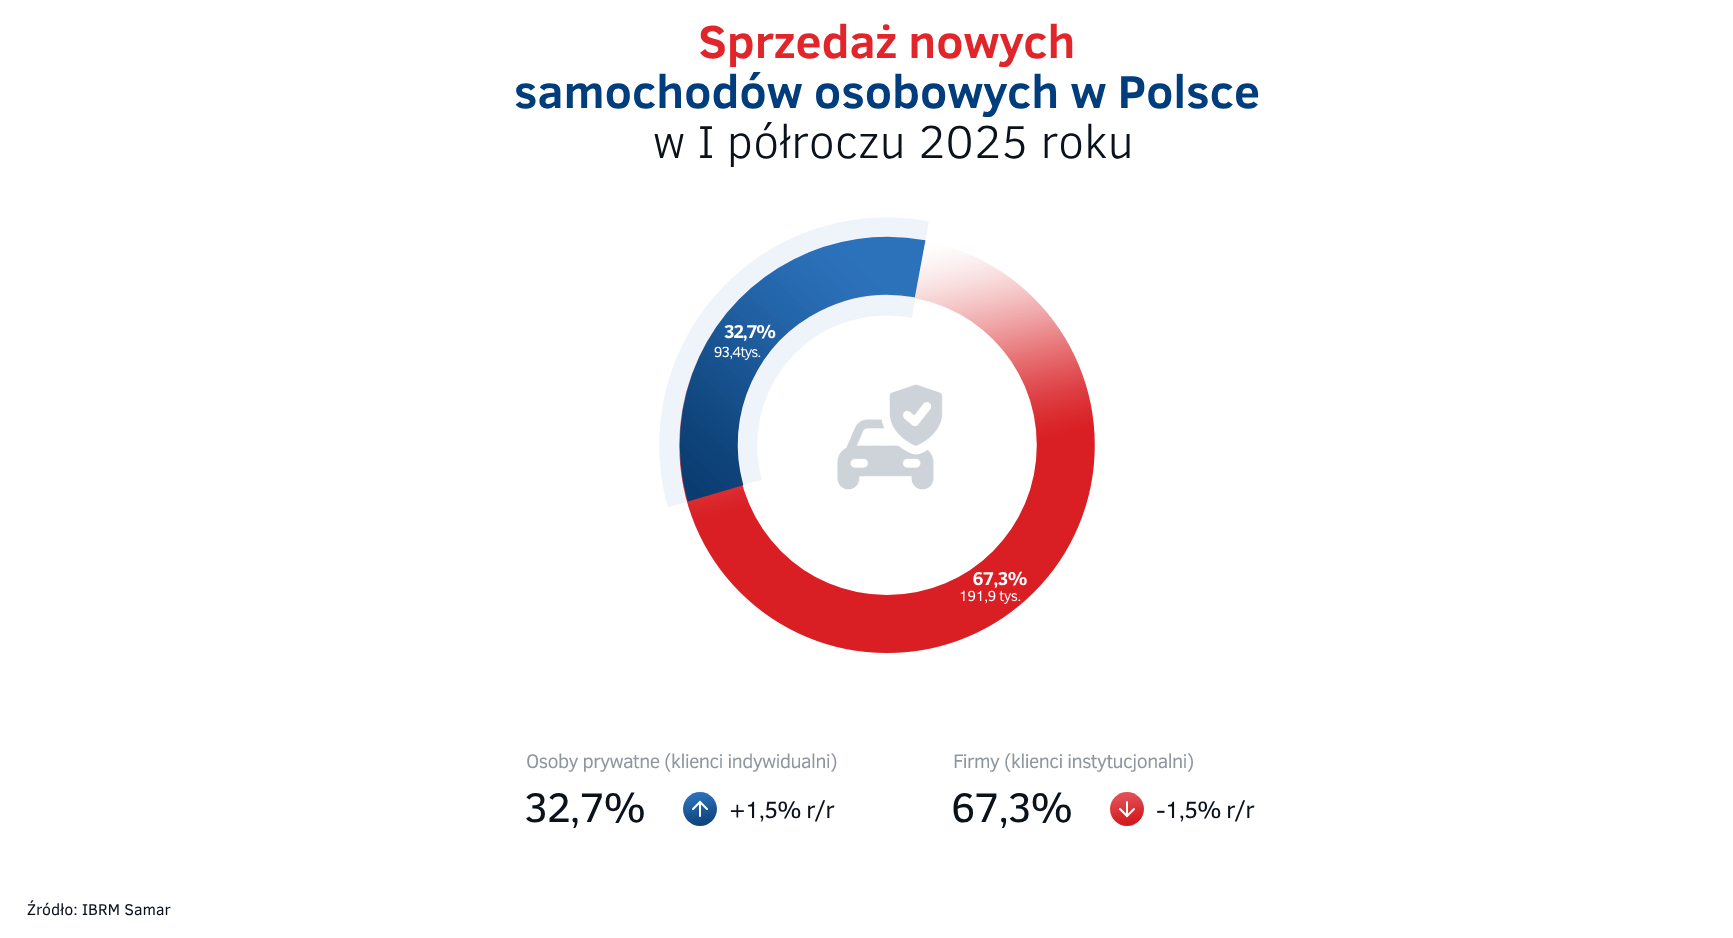 Sprzedaż nowych
samochodów osobowych w Polsce
w I półroczu 2025 roku
32,7%
93,4tys.
67,3%
191,9 tys.
Osoby prywatne (klienci indywidualni)
32,7%
+1,5% r/r
Firmy (klienci instytucjonalni)
67,3%
-1,5% r/r
Źródło: IBRM Samar